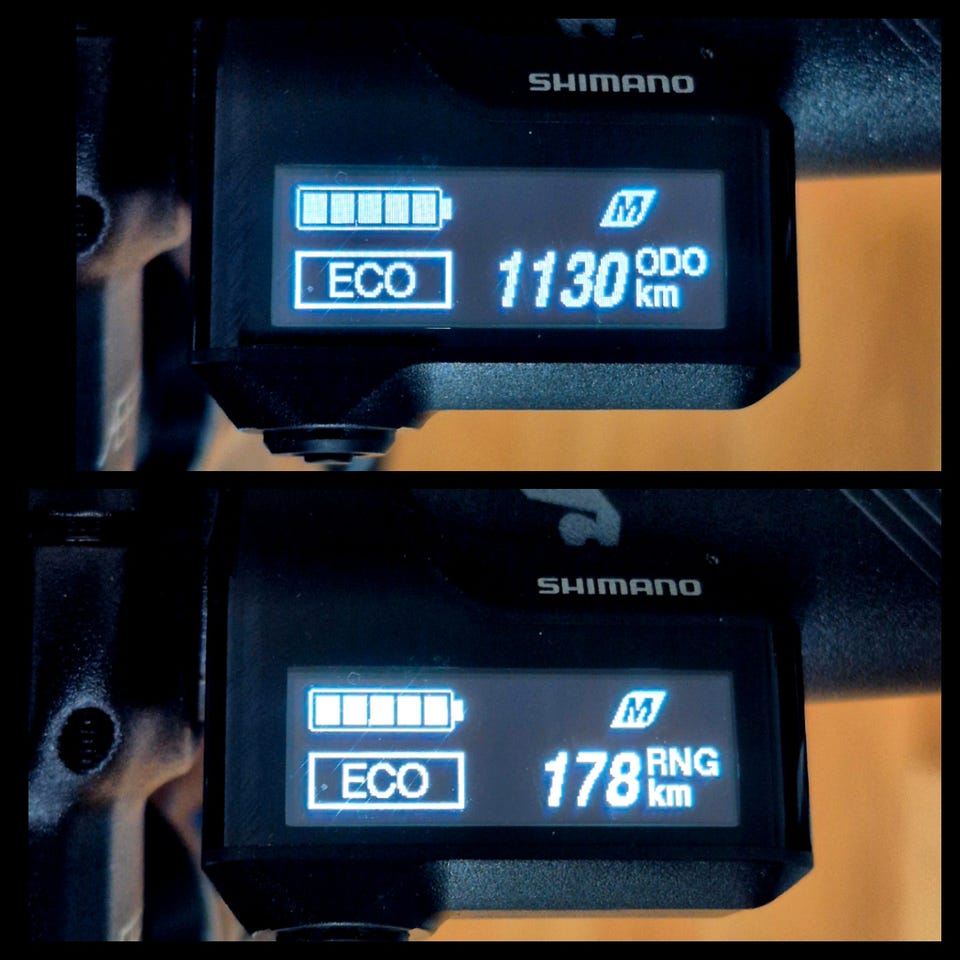 SHIMANO
M
ECO
1130 ODO km
SHIMANO
M
ECO
178 RNG km